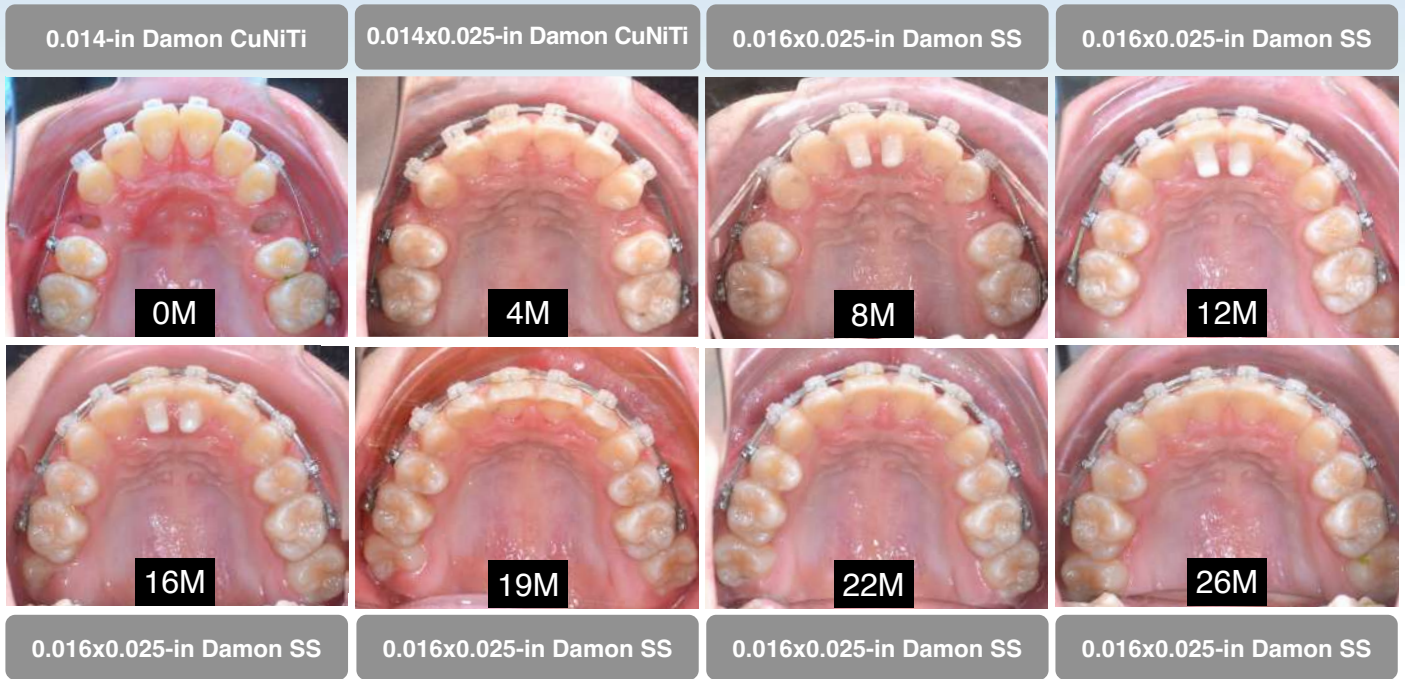 0.014-in Damon CuNiTi
0.014x0.025-in Damon CuNiTi
0.016x0.025-in Damon SS
0.016x0.025-in Damon SS
0M
4M
8M
12M
16M
19M
22M
26M
0.016x0.025-in Damon SS
0.016x0.025-in Damon SS
0.016x0.025-in Damon SS
0.016x0.025-in Damon SS